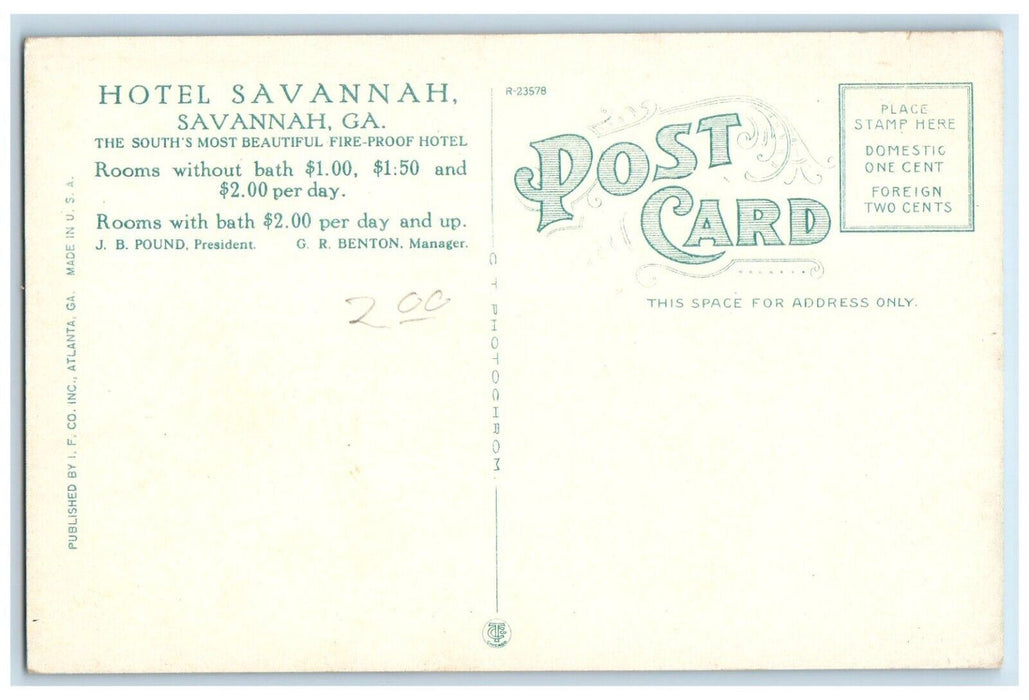 HOTEL SAVANNAH,
SAVANNAH, GA.
THE SOUTH'S MOST BEAUTIFUL FIRE-PROOF HOTEL
Rooms without bath $1.00, $1:50 and
$2.00 per day.
Rooms with bath $2.00 per day and up.
J. B. POUND, President. G. R. BENTON, Manager.
2 00
PUBLISHED BY I. F. CO. INC., ATLANTA, GA. MADE IN U. S. A.
R-23578
C T PHOTOCHROM
POST
CARD
THIS SPACE FOR ADDRESS ONLY.
PLACE
STAMP HERE
DOMESTIC
ONE CENT
FOREIGN
TWO CENTS